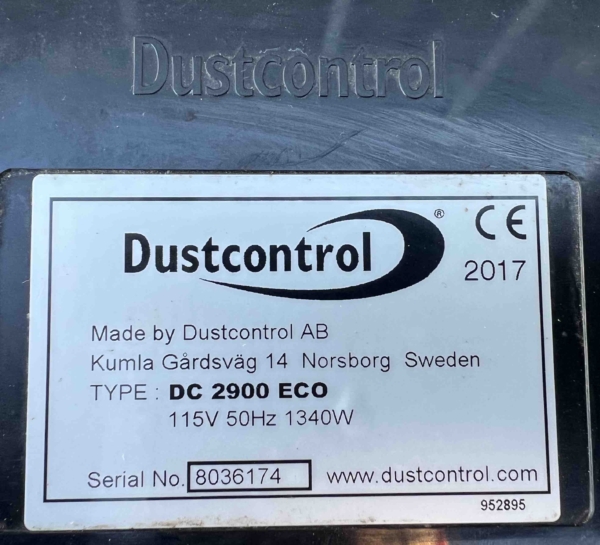 Dustcontrol
Dustcontrol®
CE
2017
Made by Dustcontrol AB
Kumla Gårdsväg 14 Norsborg Sweden
TYPE : DC 2900 ECO
115V 50Hz 1340W
Serial No. 8036174 www.dustcontrol.com
952895